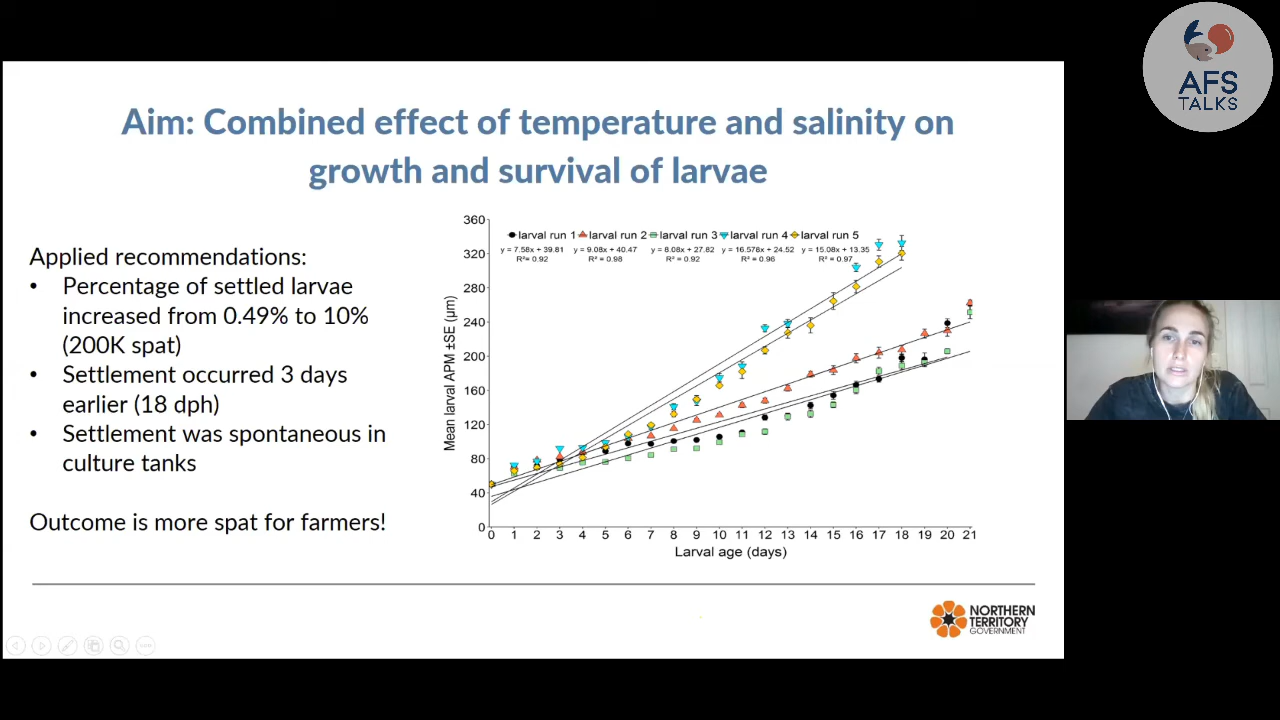 AFS
TALKS
Aim: Combined effect of temperature and salinity on
growth and survival of larvae
Applied recommendations:
• Percentage of settled larvae
increased from 0.49% to 10%
(200K spat)
• Settlement occurred 3 days
earlier (18 dph)
• Settlement was spontaneous in
culture tanks
Outcome is more spat for farmers!
larval run 1 larval run 2 larval run 3 larval run 4 larval run 5
y = 7.58x + 39.81 y = 9.08x + 40.47 y = 8.08x + 27.82 y = 16.578x + 24.52 y = 15.08x + 13.35
R²= 0.92 R² = 0.98 R² = 0.92 R² = 0.96 R² = 0.97
Mean larval APM ±SE (µm)
360
320
280
240
200
160
120
80
40
0
0 1 2 3 4 5 6 7 8 9 10 11 12 13 14 15 16 17 18 19 20 21
Larval age (days)
NORTHERN
TERRITORY
GOVERNMENT